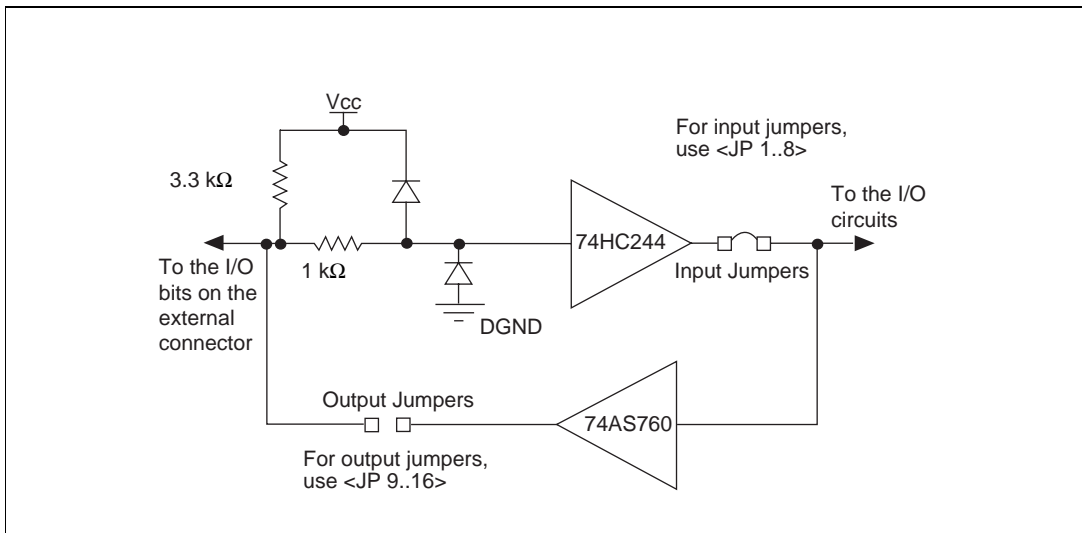 Vcc
For input jumpers,
use <JP 1..8>
3.3 kΩ
To the I/O
circuits
74HC244
1 kΩ
Input Jumpers
To the I/O
bits on the
external
connector
DGND
Output Jumpers
74AS760
For output jumpers,
use <JP 9..16>